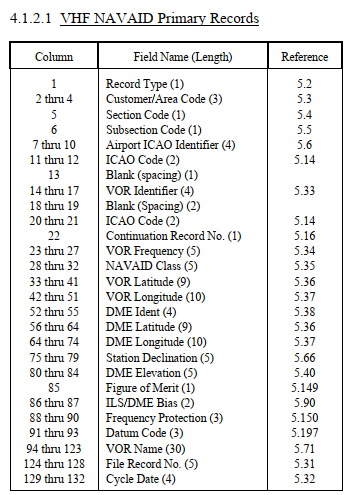 4.1.2.1 VHF NAVAID Primary Records
Column Field Name (Length) Reference
1 Record Type (1) 5.2
2 thru 4 Customer/Area Code (3) 5.3
5 Section Code (1) 5.4
6 Subsection Code (1) 5.5
7 thru 10 Airport ICAO Identifier (4) 5.6
11 thru 12 ICAO Code (2) 5.14
13 Blank (spacing) (1)
14 thru 17 VOR Identifier (4) 5.33
18 thru 19 Blank (Spacing) (2)
20 thru 21 ICAO Code (2) 5.14
22 Continuation Record No. (1) 5.16
23 thru 27 VOR Frequency (5) 5.34
28 thru 32 NAVAID Class (5) 5.35
33 thru 41 VOR Latitude (9) 5.36
42 thru 51 VOR Longitude (10) 5.37
52 thru 55 DME Ident (4) 5.38
56 thru 64 DME Latitude (9) 5.36
64 thru 74 DME Longitude (10) 5.37
75 thru 79 Station Declination (5) 5.66
80 thru 84 DME Elevation (5) 5.40
85 Figure of Merit (1) 5.149
86 thru 87 ILS/DME Bias (2) 5.90
88 thru 90 Frequency Protection (3) 5.150
91 thru 93 Datum Code (3) 5.197
94 thru 123 VOR Name (30) 5.71
124 thru 128 File Record No. (5) 5.31
129 thru 132 Cycle Date (4) 5.32